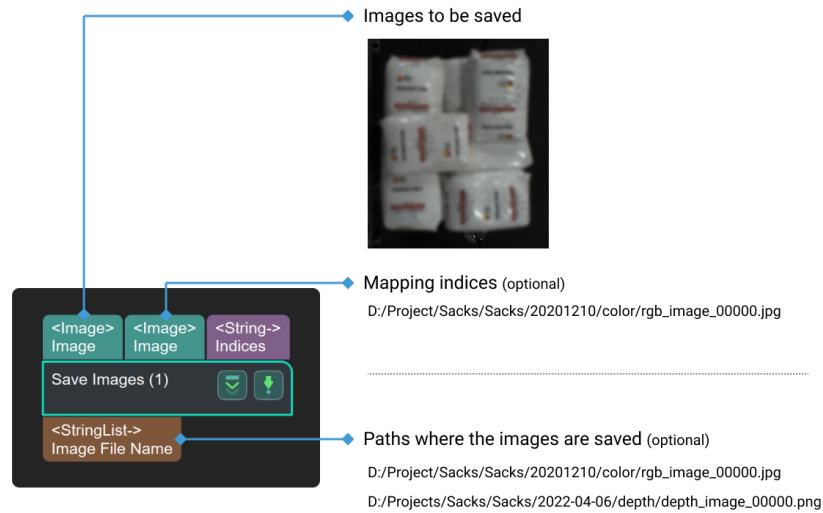 Images to be saved
Mapping indices (optional)
D:/Project/Sacks/Sacks/20201210/color/rgb_image_00000.jpg
<Image> <Image> <String->
Image Image Indices
Save Images (1)
<StringList->
Image File Name
Paths where the images are saved (optional)
D:/Project/Sacks/Sacks/20201210/color/rgb_image_00000.jpg
D:/Projects/Sacks/Sacks/2022-04-06/depth/depth_image_00000.png